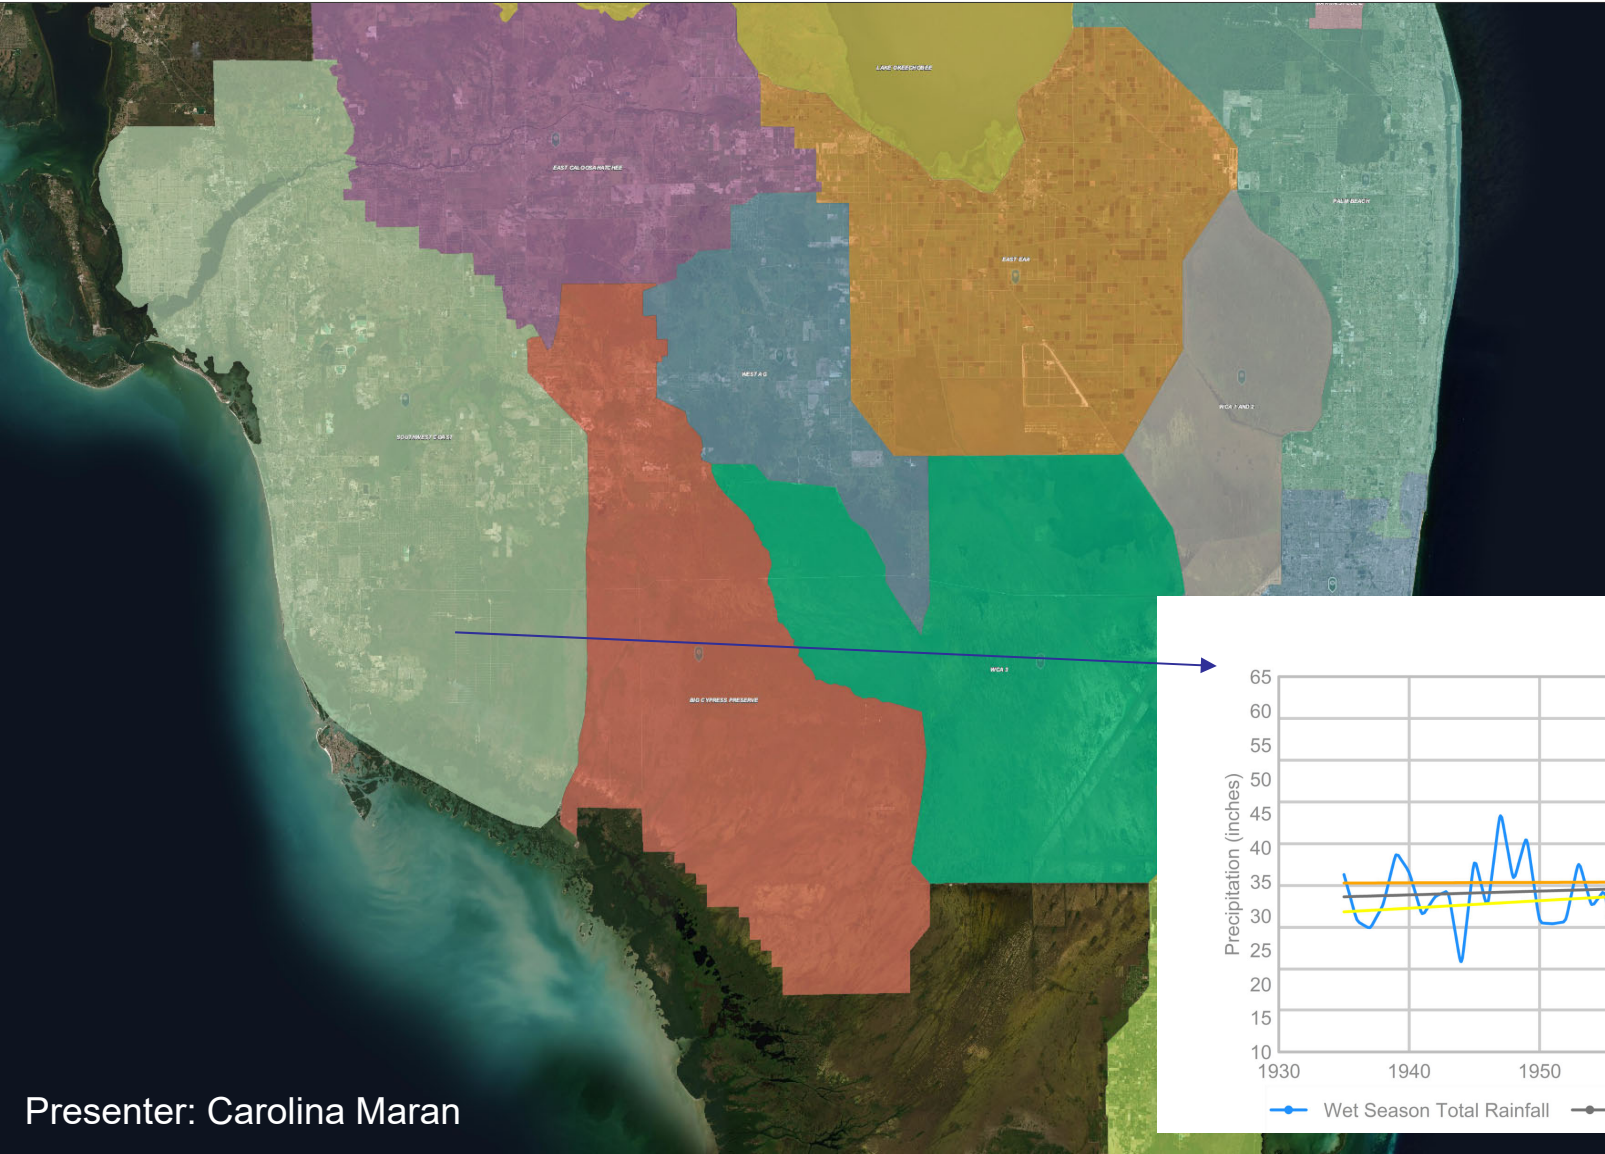 LAKE OKEECHOBEE
EAST CALOOSAHATCHEE
PALM BEACH
EAST EAA
WEST AG
WCA 1 AND 2
SOUTHWEST COAST
WCA 3
BIG CYPRESS PRESERVE
65
60
55
50
45
40
35
30
25
20
15
10
Precipitation (inches)
1930 1940 1950
Wet Season Total Rainfall
Presenter: Carolina Maran